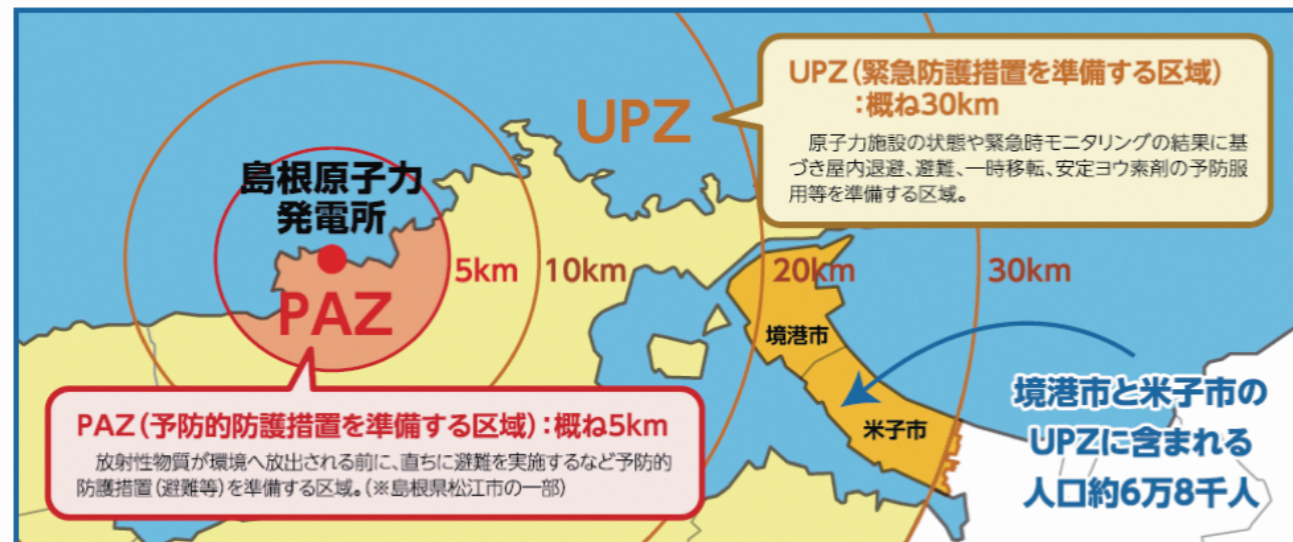 UPZ（緊急防護措置を準備する区域）
：概ね30km
原子力施設の状態や緊急時モニタリングの結果に基
づき屋内退避、避難、一時移転、安定ヨウ素剤の予防服
用等を準備する区域。
UPZ
島根原子力
発電所
5km
10km
20km
30km
PAZ
境港市
米子市
PAZ（予防的防護措置を準備する区域）：概ね5km
放射性物質が環境へ放出される前に、直ちに避難を実施するなど予防的
防護措置（避難等）を準備する区域。（※島根県松江市の一部）
境港市と米子市の
UPZに含まれる
人口約6万8千人